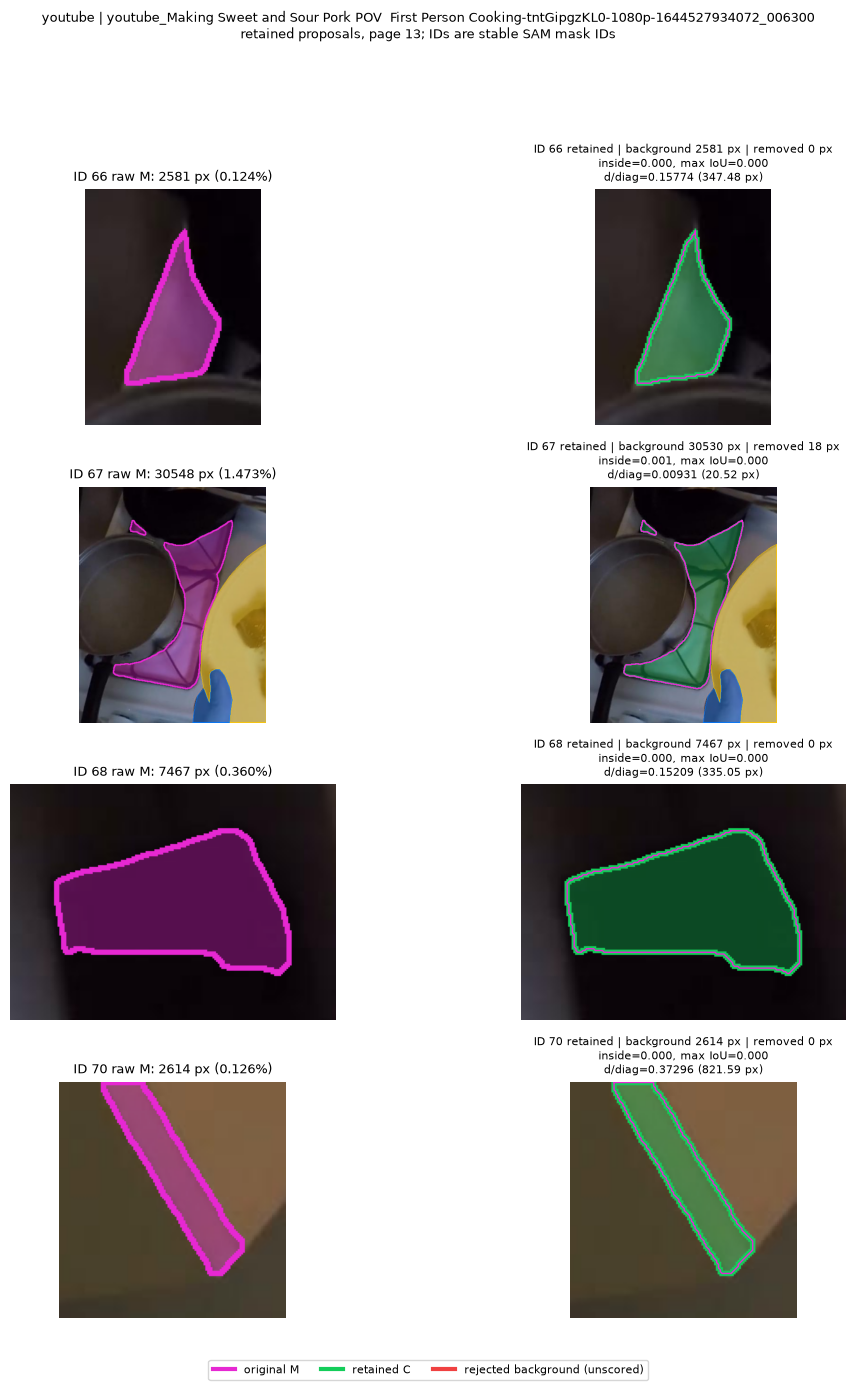 youtube | youtube_Making Sweet and Sour Pork POV  First Person Cooking-tntGipgzKL0-1080p-1644527934072_006300
retained proposals, page 13; IDs are stable SAM mask IDs
ID 66 raw M: 2581 px (0.124%)
ID 66 retained | background 2581 px | removed 0 px
inside=0.000, max IoU=0.000
d/diag=0.15774 (347.48 px)
ID 67 raw M: 30548 px (1.473%)
ID 67 retained | background 30530 px | removed 18 px
inside=0.001, max IoU=0.000
d/diag=0.00931 (20.52 px)
ID 68 raw M: 7467 px (0.360%)
ID 68 retained | background 7467 px | removed 0 px
inside=0.000, max IoU=0.000
d/diag=0.15209 (335.05 px)
ID 70 raw M: 2614 px (0.126%)
ID 70 retained | background 2614 px | removed 0 px
inside=0.000, max IoU=0.000
d/diag=0.37296 (821.59 px)
original M
retained C
rejected background (unscored)